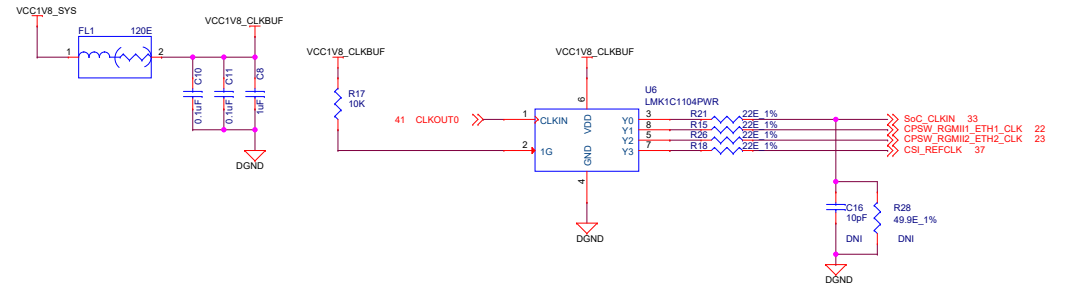 VCC1V8_SYS
VCC1V8_CLKBUF
FL1 120E
1 2
C10
0.1uF
C11
0.1uF
C8
1uF
DGND
VCC1V8_CLKBUF
R17
10K
41 CLKOUT0
VCC1V8_CLKBUF
U6
LMK1C1104PWR
6
VDD
1 CLKIN
2 1G
GND
4
DGND
Y0 3 R21 22E_1% SoC_CLKIN 33
Y1 8 R15 22E_1% CPSW_RGMII1_ETH1_CLK 22
Y2 5 R26 22E_1% CPSW_RGMII2_ETH2_CLK 23
Y3 7 R18 22E_1% CSI_REFCLK 37
C16
10pF
DNI
R28
49.9E_1%
DNI
DGND